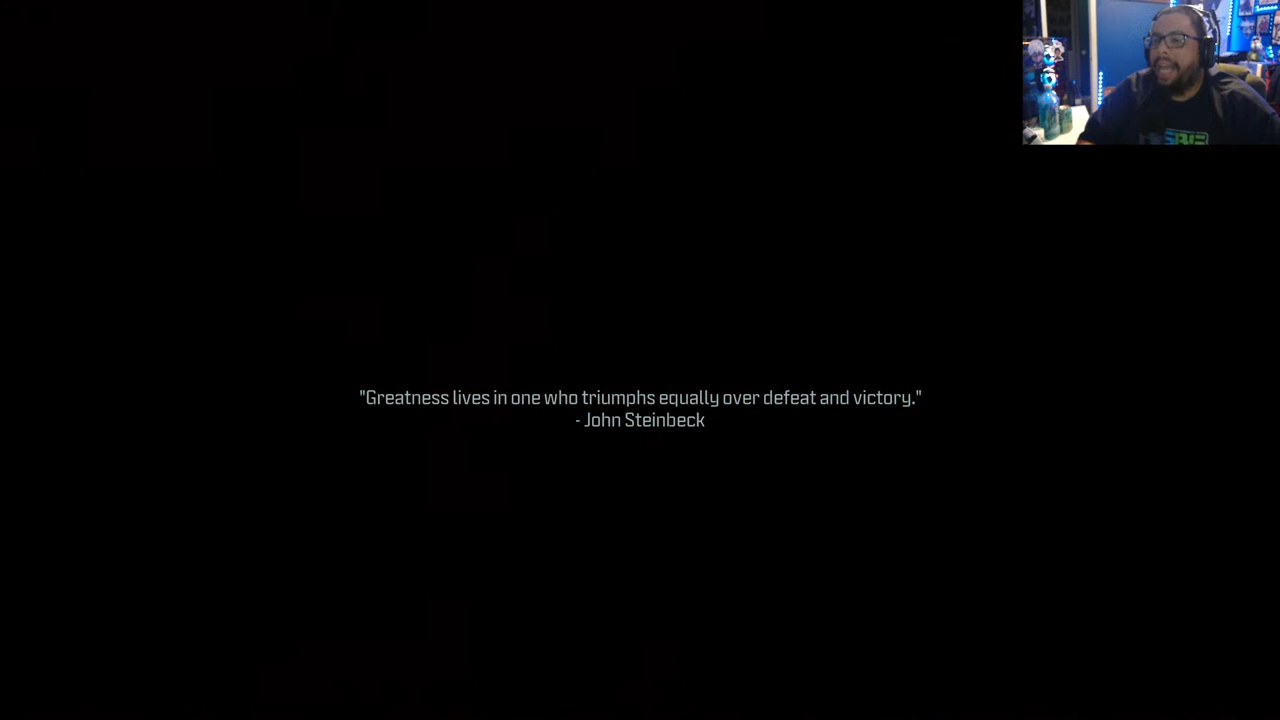 "Greatness lives in one who triumphs equally over defeat and victory."
- John Steinbeck